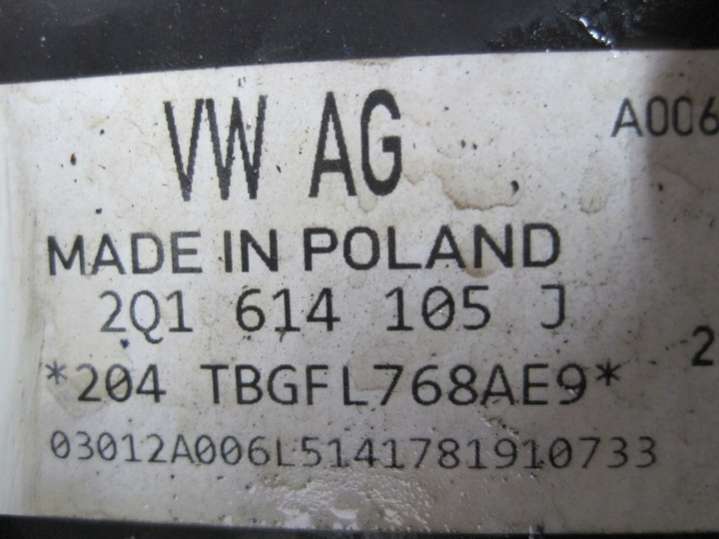 VW AG
A006
MADE IN POLAND
2Q1 614 105 J
2
*204 TBGFL768AE9*
03012A006L5141781910733